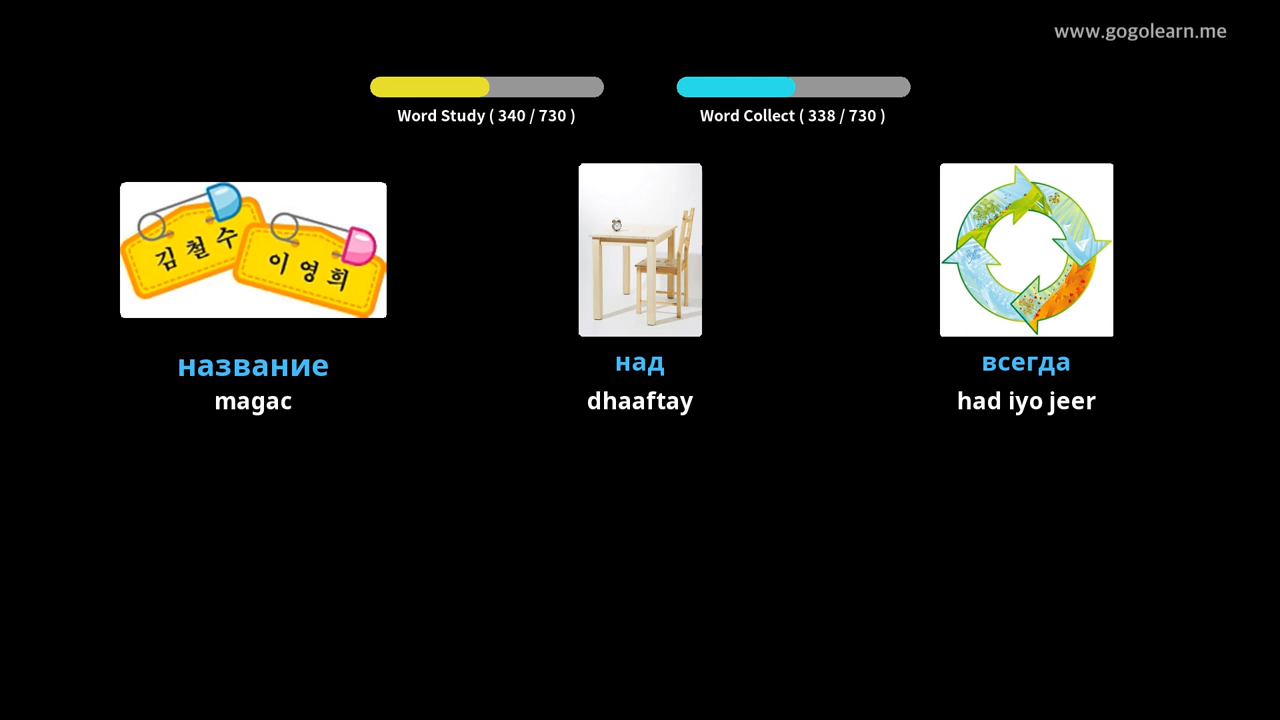 www.gogolearn.me
Word Study ( 340 / 730 )
Word Collect ( 338 / 730 )
김철수
이영희
название
над
всегда
magac
dhaaftay
had iyo jeer